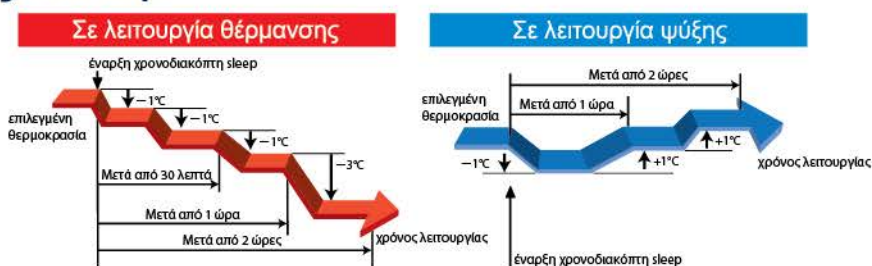 Σε λειτουργία θέρμανσης
έναρξη χρονοδιακόπτη sleep
επιλεγμένη
θερμοκρασία
−1°C
−1°C
−1°C
−3°C
Μετά από 30 λεπτά
Μετά από 1 ώρα
Μετά από 2 ώρες
χρόνος λειτουργίας
Σε λειτουργία ψύξης
Μετά από 2 ώρες
επιλεγμένη
θερμοκρασία
Μετά από 1 ώρα
−1°C
+1°C
+1°C
χρόνος λειτουργίας
έναρξη χρονοδιακόπτη sleep